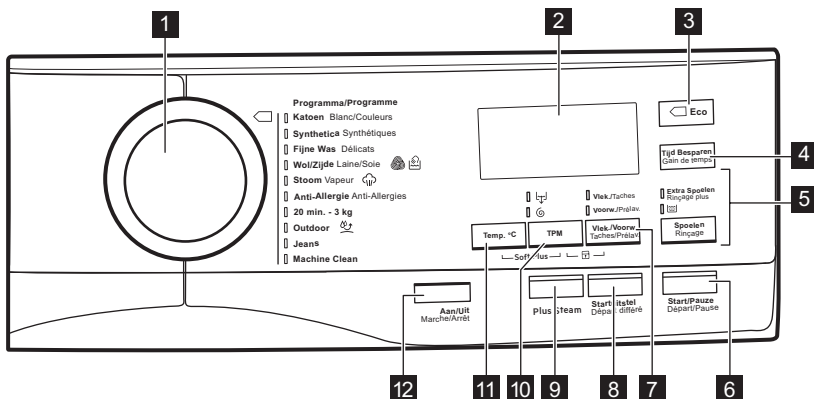 1
2
3
Programma/Programme
Katoen Blanc/Couleurs
Synthetica Synthétiques
Fijne Was Délicats
Wol/Zijde Laine/Soie
Stoom Vapeur
Anti-Allergie Anti-Allergies
20 min. - 3 kg
Outdoor
Jeans
Machine Clean
Eco
Tijd Besparen
Gain de temps
4
Extra Spoelen
Rinçage plus
5
Spoelen
Rinçage
Vlek./Taches
Voorw./Prélav.
Temp. °C
TPM
Vlek./Voorw.
Taches/Prélav.
Soft Plus
Aan/Uit
Marche/Arrêt
Plus Steam
Startuitstel
Départ différé
Start/Pauze
Départ/Pause
12
11
10
9
8
7
6